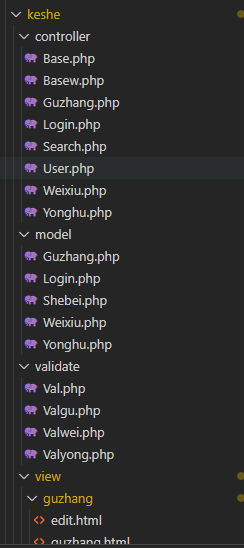 keshe
controller
Base.php
Basew.php
Guzhang.php
Login.php
Search.php
User.php
Weixiu.php
Yonghu.php
model
Guzhang.php
Login.php
Shebei.php
Weixiu.php
Yonghu.php
validate
Val.php
Valgu.php
Valwei.php
Valyong.php
view
guzhang
edit.html
guzhang.html